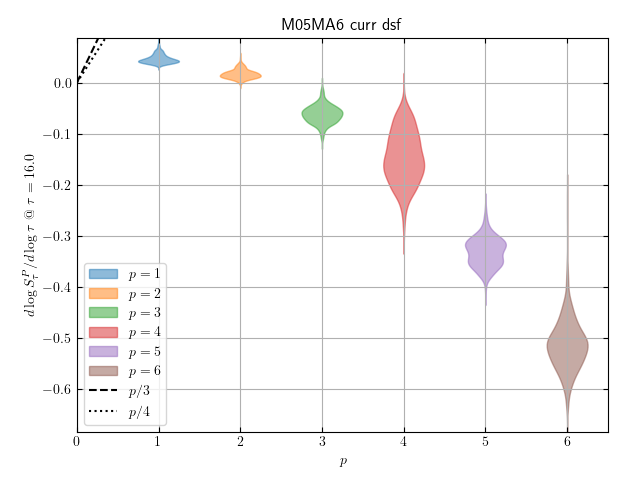 M05MA6 curr dsf
d log S_τ^P / d log τ @ τ = 16.0
0.0
−0.1
−0.2
−0.3
−0.4
−0.5
−0.6
p = 1
p = 2
p = 3
p = 4
p = 5
p = 6
p/3
p/4
0 1 2 3 4 5 6
p